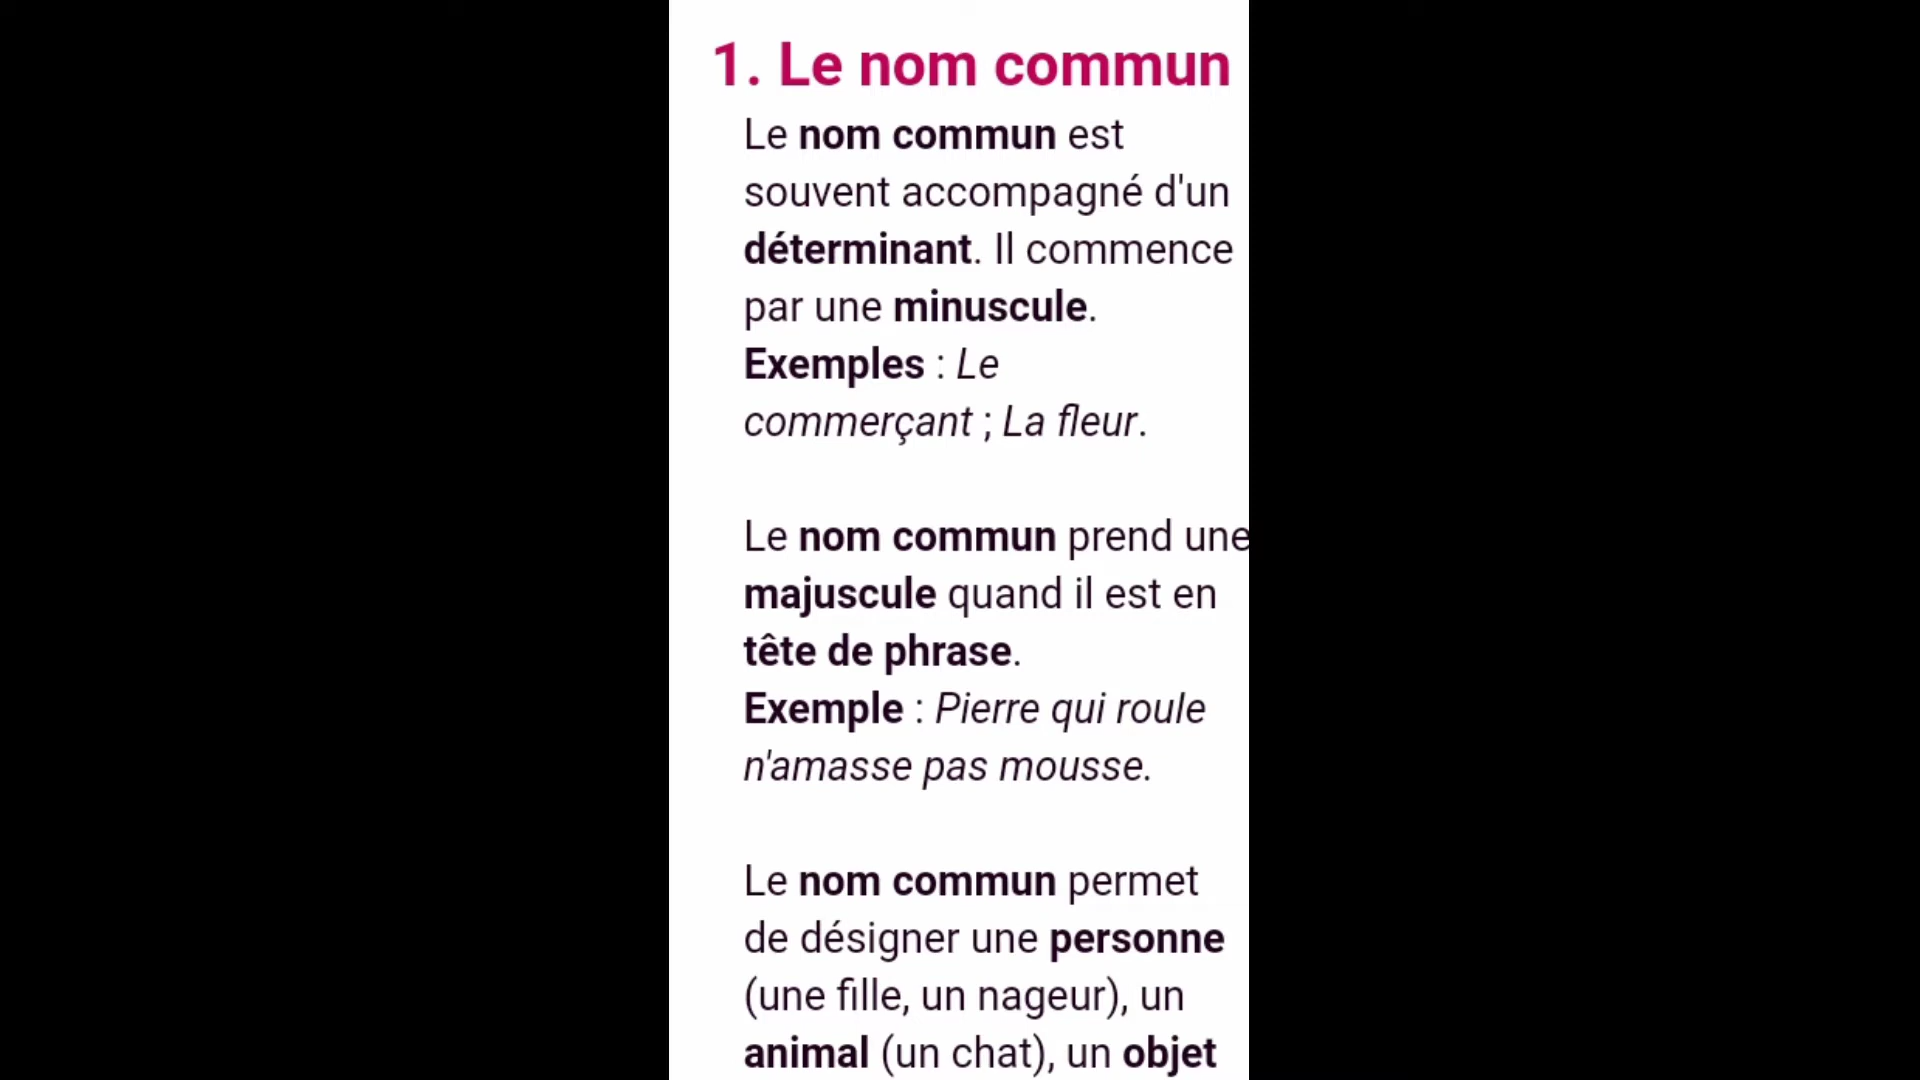 1. Le nom commun
Le nom commun est
souvent accompagné d'un
déterminant. Il commence
par une minuscule.
Exemples : Le
commerçant ; La fleur.
Le nom commun prend une
majuscule quand il est en
tête de phrase.
Exemple : Pierre qui roule
n'amasse pas mousse.
Le nom commun permet
de désigner une personne
(une fille, un nageur), un
animal (un chat), un objet